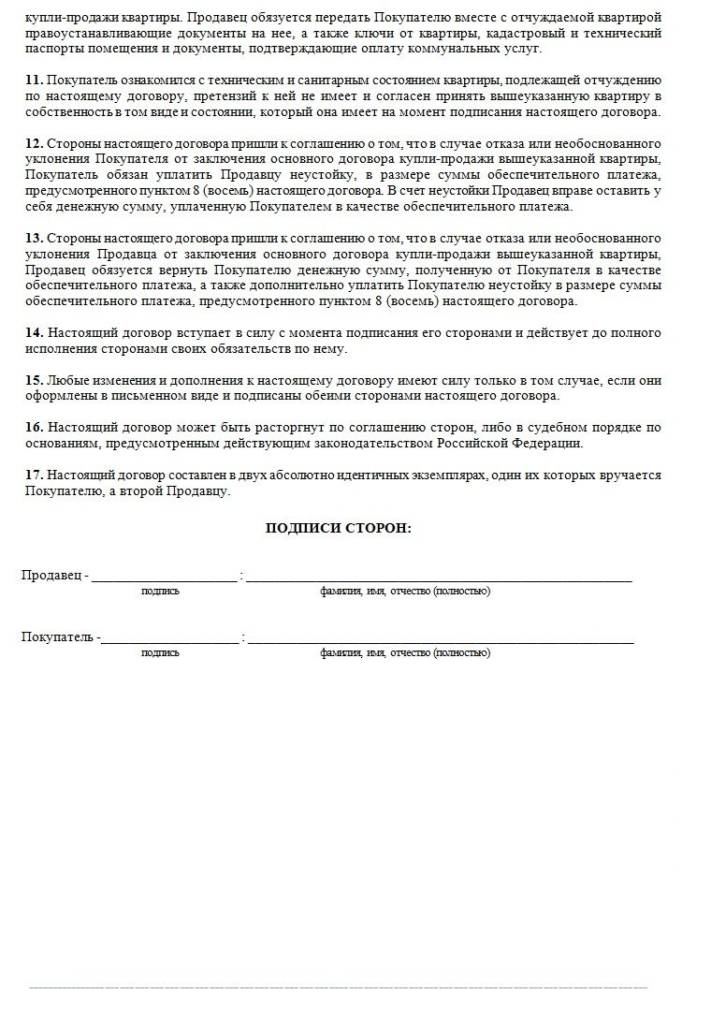 купли-продажи квартиры. Продавец обязуется передать Покупателю вместе с отчуждаемой квартирой
правоустанавливающие документы на нее, а также ключи от квартиры, кадастровый и технический
паспорты помещения и документы, подтверждающие оплату коммунальных услуг.
11. Покупатель ознакомился с техническим и санитарным состоянием квартиры, подлежащей отчуждению
по настоящему договору, претензий к ней не имеет и согласен принять вышеуказанную квартиру в
собственность в том виде и состоянии, который она имеет на момент подписания настоящего договора.
12. Стороны настоящего договора пришли к соглашению о том, что в случае отказа или необоснованного
уклонения Покупателя от заключения основного договора купли-продажи вышеуказанной квартиры,
Покупатель обязан уплатить Продавцу неустойку, в размере суммы обеспечительного платежа,
предусмотренного пунктом 8 (восемь) настоящего договора. В счет неустойки Продавец вправе оставить у
себя денежную сумму, уплаченную Покупателем в качестве обеспечительного платежа.
13. Стороны настоящего договора пришли к соглашению о том, что в случае отказа или необоснованного
уклонения Продавца от заключения основного договора купли-продажи вышеуказанной квартиры,
Продавец обязуется вернуть Покупателю денежную сумму, полученную от Покупателя в качестве
обеспечительного платежа, а также дополнительно уплатить Покупателю неустойку в размере суммы
обеспечительного платежа, предусмотренного пунктом 8 (восемь) настоящего договора.
14. Настоящий договор вступает в силу с момента подписания его сторонами и действует до полного
исполнения сторонами своих обязательств по нему.
15. Любые изменения и дополнения к настоящему договору имеют силу только в том случае, если они
оформлены в письменном виде и подписаны обеими сторонами настоящего договора.
16. Настоящий договор может быть расторгнут по соглашению сторон, либо в судебном порядке по
основаниям, предусмотренным действующим законодательством Российской Федерации.
17. Настоящий договор составлен в двух абсолютно идентичных экземплярах, один их которых вручается
Покупателю, а второй Продавцу.
ПОДПИСИ СТОРОН:
Продавец - ____________________ : ____________________________________________________
подпись фамилия, имя, отчество (полностью)
Покупатель -___________________ : ____________________________________________________
подпись фамилия, имя, отчество (полностью)